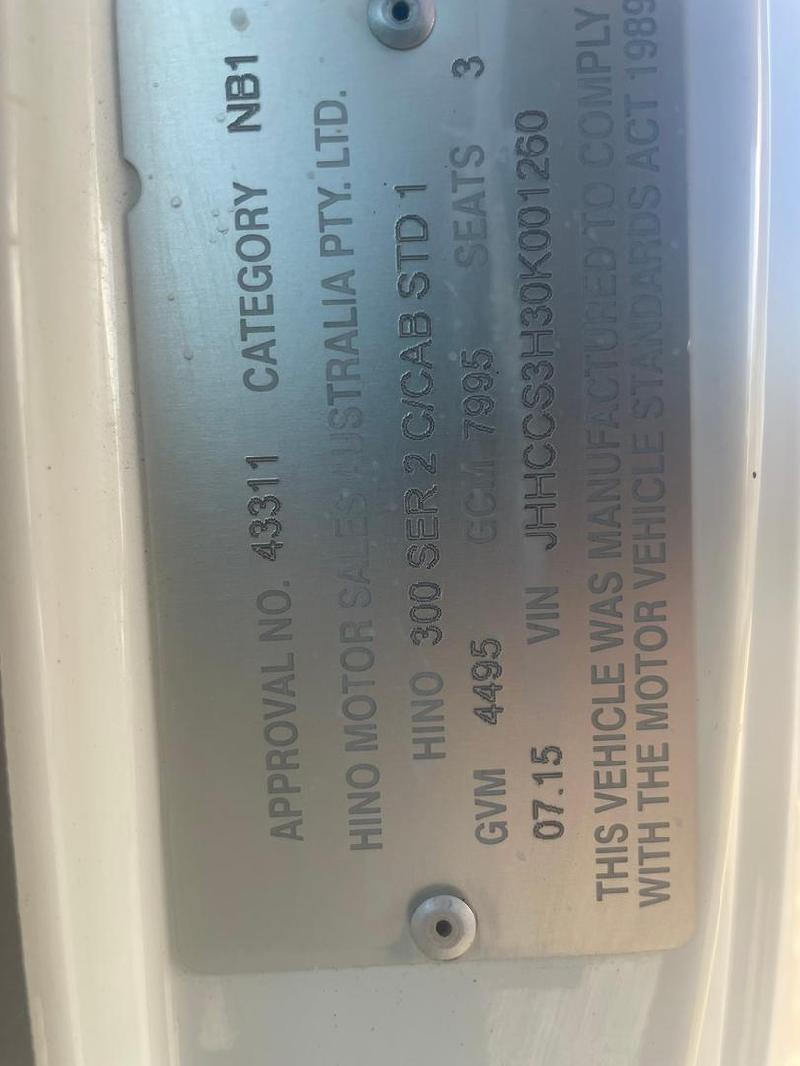 APPROVAL NO. 43311 CATEGORY NB1
HINO MOTOR SALES AUSTRALIA PTY. LTD.
HINO 300 SER 2 C/CAB STD 1
GVM 4495 GCM 7995 SEATS 3
07.15 VIN JHHCCS3H30K001260
THIS VEHICLE WAS MANUFACTURED TO COMPLY
WITH THE MOTOR VEHICLE STANDARDS ACT 1989